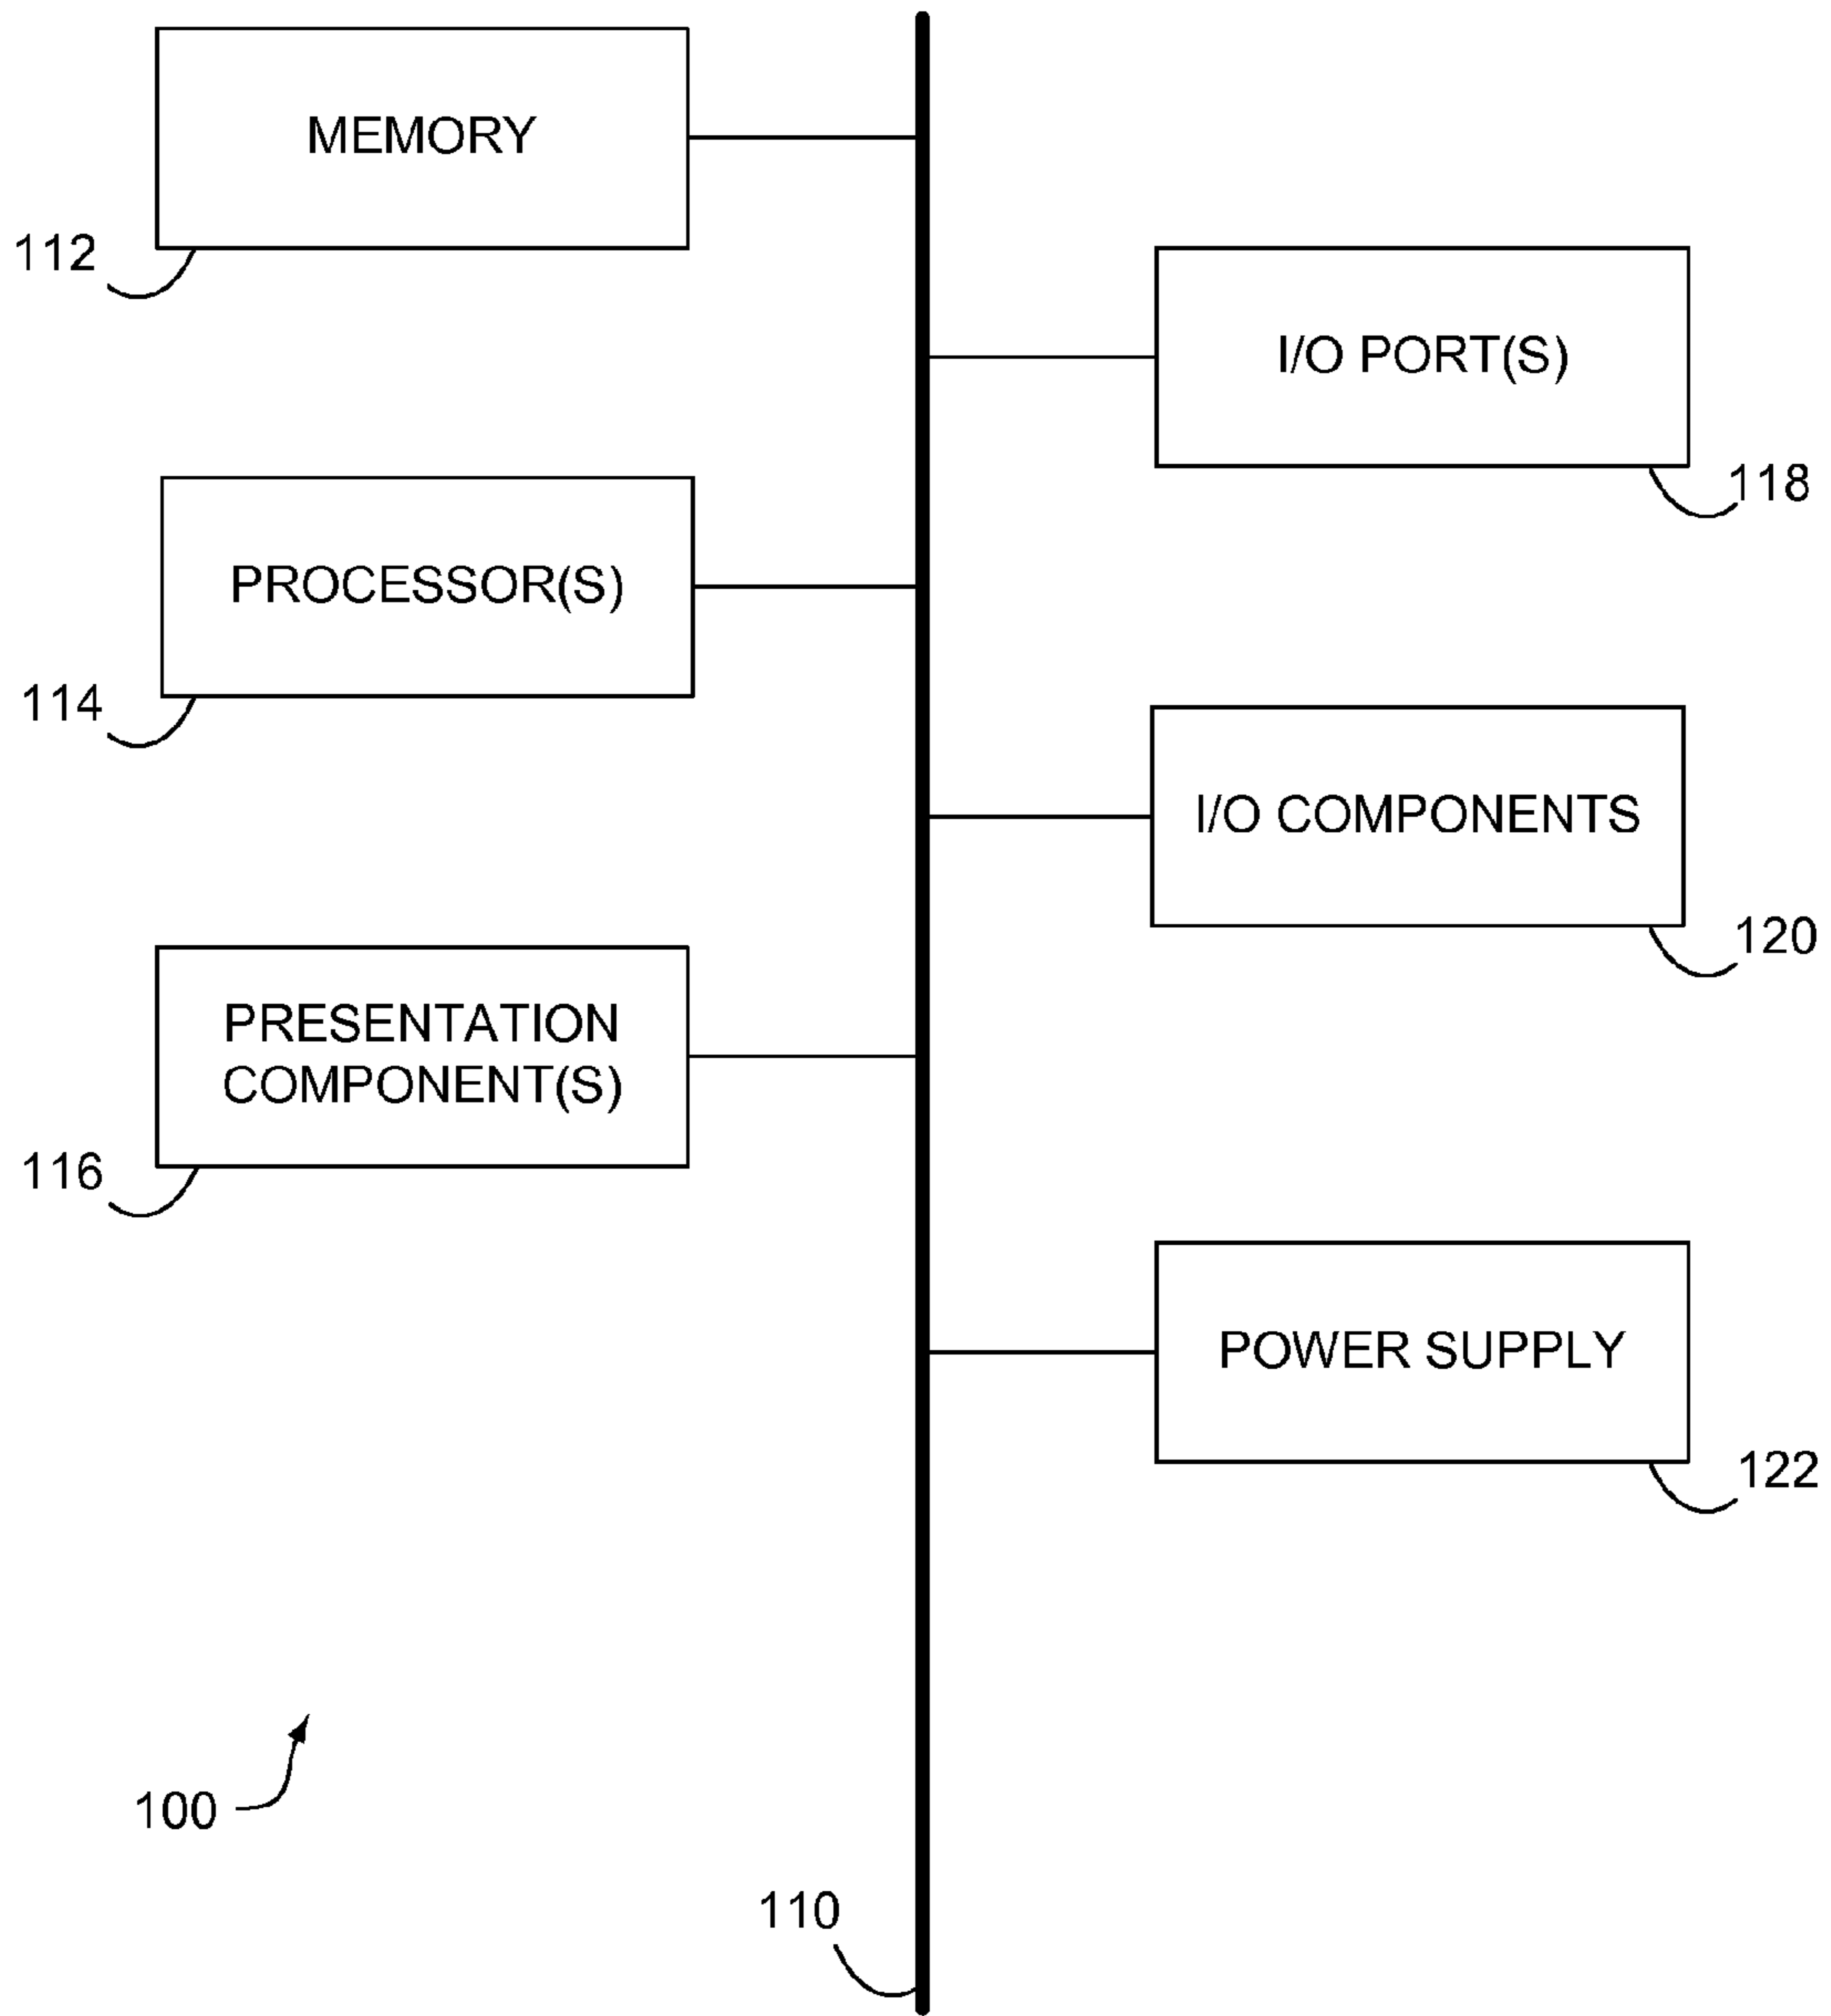 MEMORY
112
I/O PORT(S)
118
PROCESSOR(S)
114
I/O COMPONENTS
120
PRESENTATION
COMPONENT(S)
116
POWER SUPPLY
122
100
110